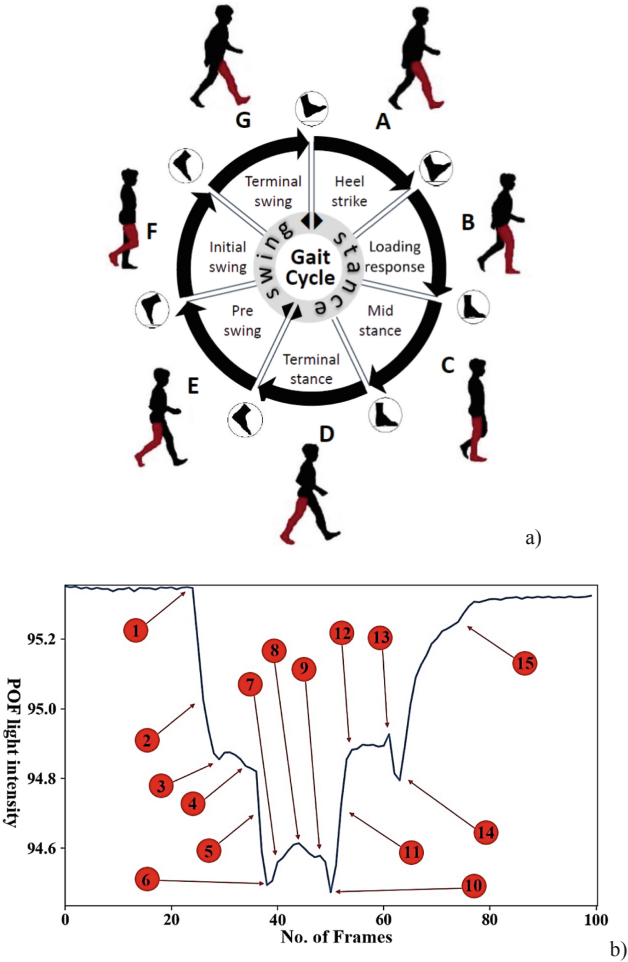 G
A
Terminal
swing
Heel
strike
F
B
Initial
swing
swing
stance
Gait
Cycle
Loading
response
Pre
swing
Mid
stance
Terminal
stance
E
C
D
a)
POF light intensity
95.2
95.0
94.8
94.6
1
2
3
4
5
6
7
8
9
10
11
12
13
14
15
0
20
40
60
80
100
No. of Frames
b)